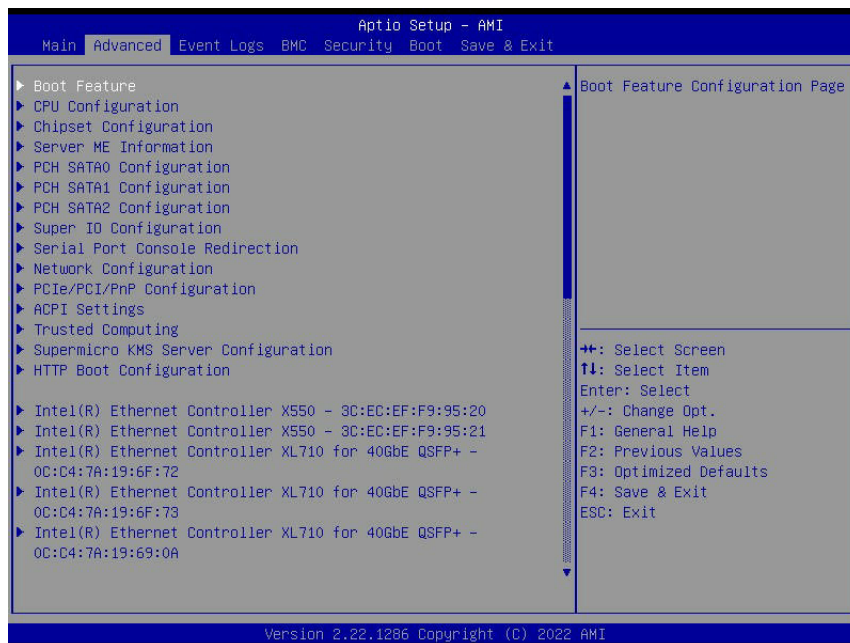 Aptio Setup – AMI
Main Advanced Event Logs BMC Security Boot Save & Exit
Boot Feature
CPU Configuration
Chipset Configuration
Server ME Information
PCH SATA0 Configuration
PCH SATA1 Configuration
PCH SATA2 Configuration
Super IO Configuration
Serial Port Console Redirection
Network Configuration
PCIe/PCI/PnP Configuration
ACPI Settings
Trusted Computing
Supermicro KMS Server Configuration
HTTP Boot Configuration
Intel(R) Ethernet Controller X550 – 3C:EC:EF:F9:95:20
Intel(R) Ethernet Controller X550 – 3C:EC:EF:F9:95:21
Intel(R) Ethernet Controller XL710 for 40GbE QSFP+ –
0C:C4:7A:19:6F:72
Intel(R) Ethernet Controller XL710 for 40GbE QSFP+ –
0C:C4:7A:19:6F:73
Intel(R) Ethernet Controller XL710 for 40GbE QSFP+ –
0C:C4:7A:19:69:0A
Boot Feature Configuration Page
→←: Select Screen
↑↓: Select Item
Enter: Select
+/-: Change Opt.
F1: General Help
F2: Previous Values
F3: Optimized Defaults
F4: Save & Exit
ESC: Exit
Version 2.22.1286 Copyright (C) 2022 AMI